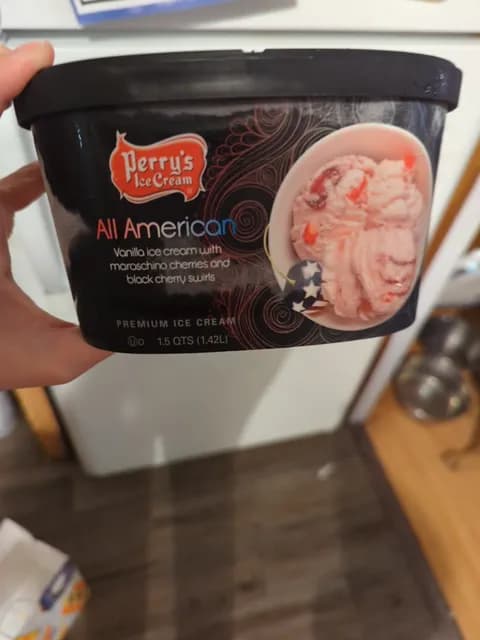 Perry's
Ice Cream
All American
Vanilla ice cream with
maraschino cherries and
black cherry swirls
PREMIUM ICE CREAM
ⓊD 1.5 QTS (1.42L)